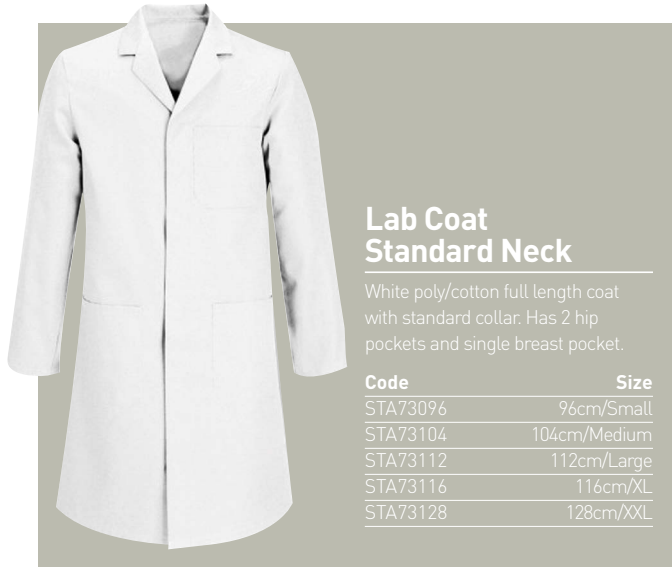 Lab Coat
Standard Neck
White poly/cotton full length coat
with standard collar. Has 2 hip
pockets and single breast pocket.
Code Size
STA73096 96cm/Small
STA73104 104cm/Medium
STA73112 112cm/Large
STA73116 116cm/XL
STA73128 128cm/XXL